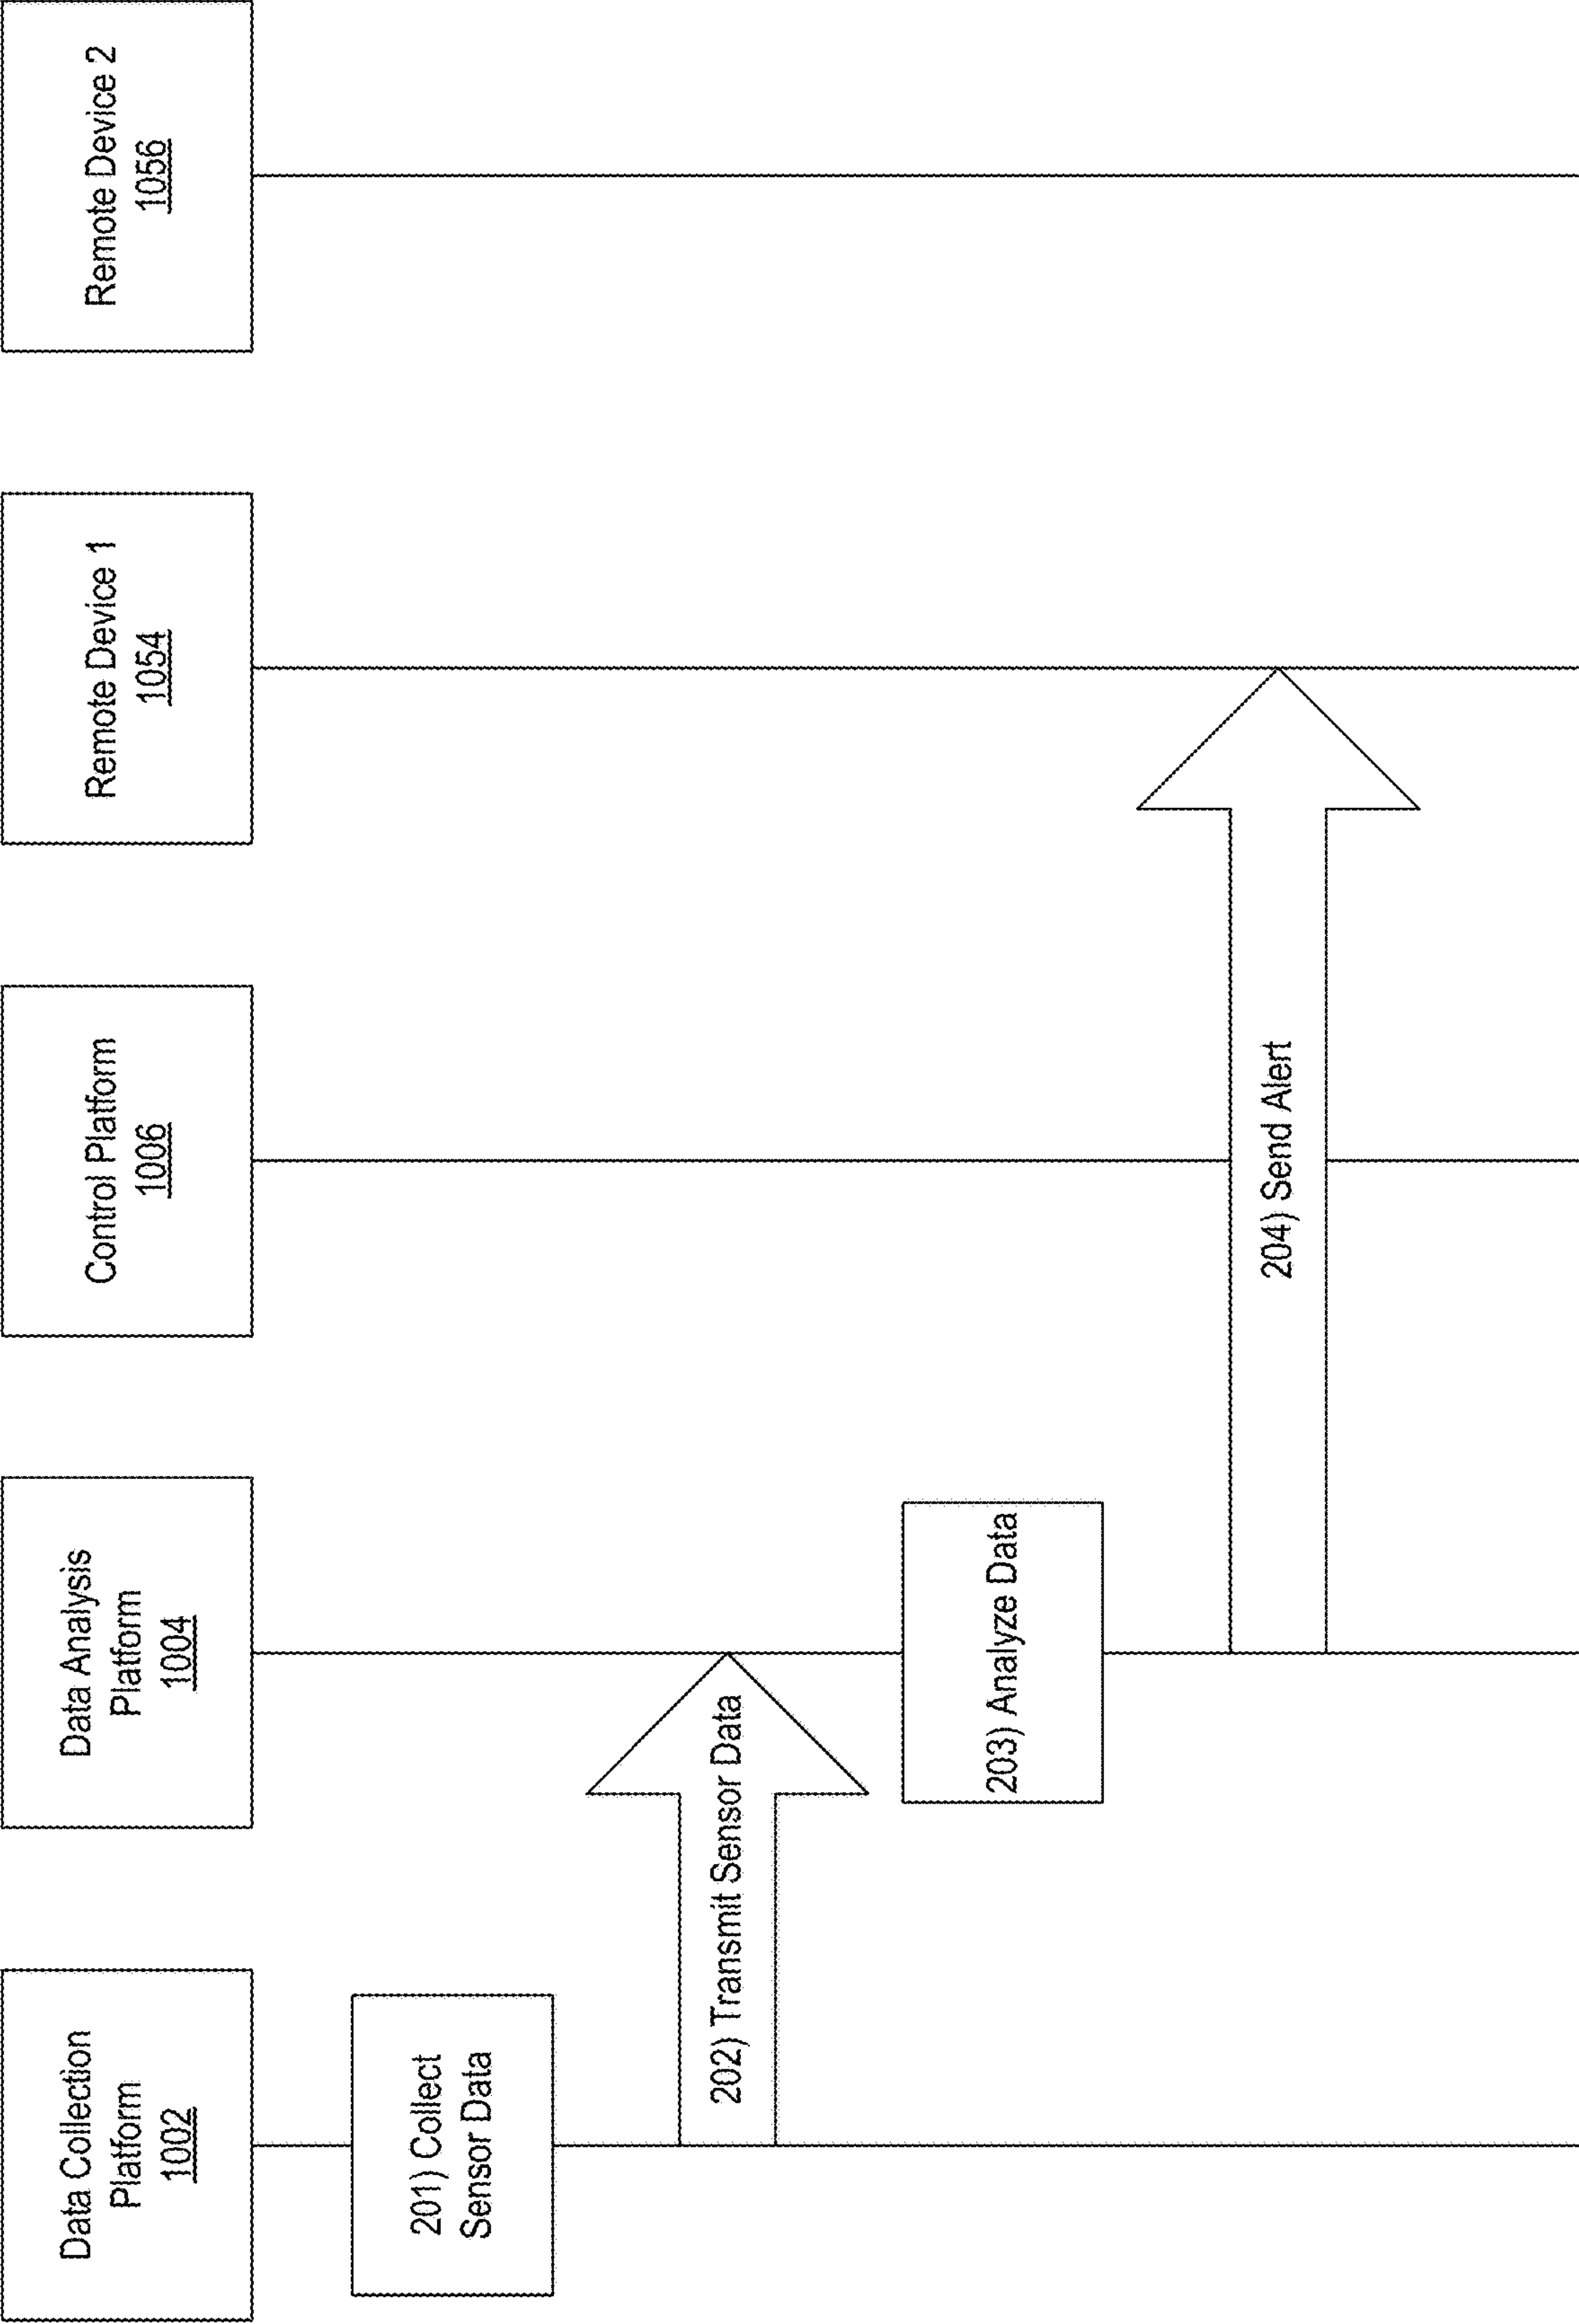 Data Collection
Platform
1002
Data Analysis
Platform
1004
Control Platform
1006
Remote Device 1
1054
Remote Device 2
1056
201) Collect
Sensor Data
202) Transmit Sensor Data
203) Analyze Data
204) Send Alert